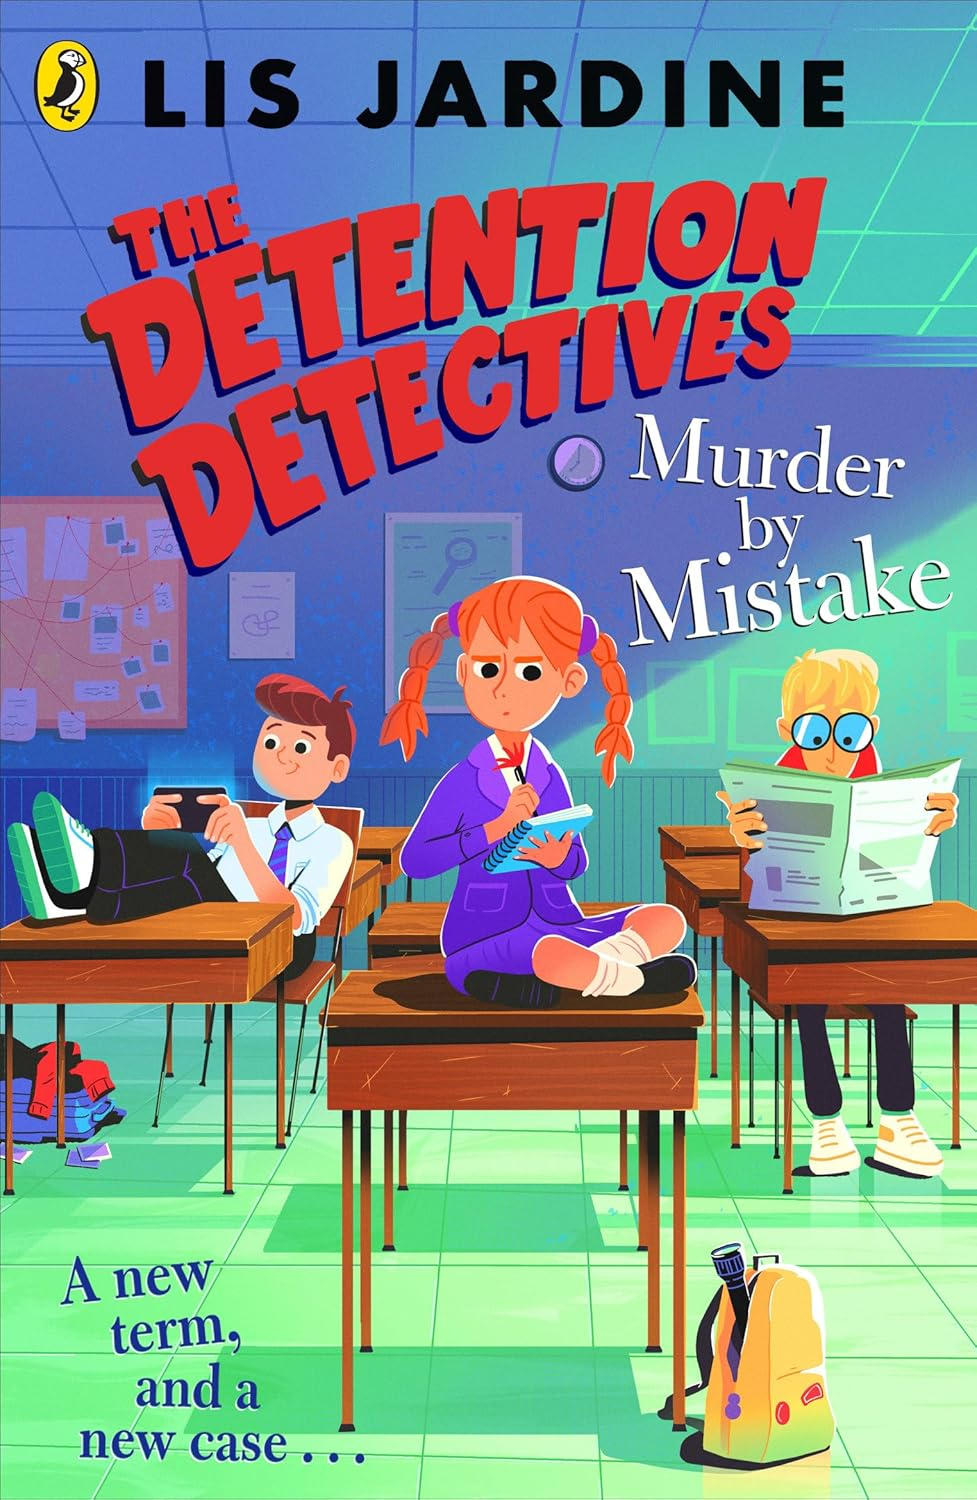 LIS JARDINE
THE
DETENTION
DETECTIVES
Murder
by
Mistake
A new
term,
and a
new case . . .